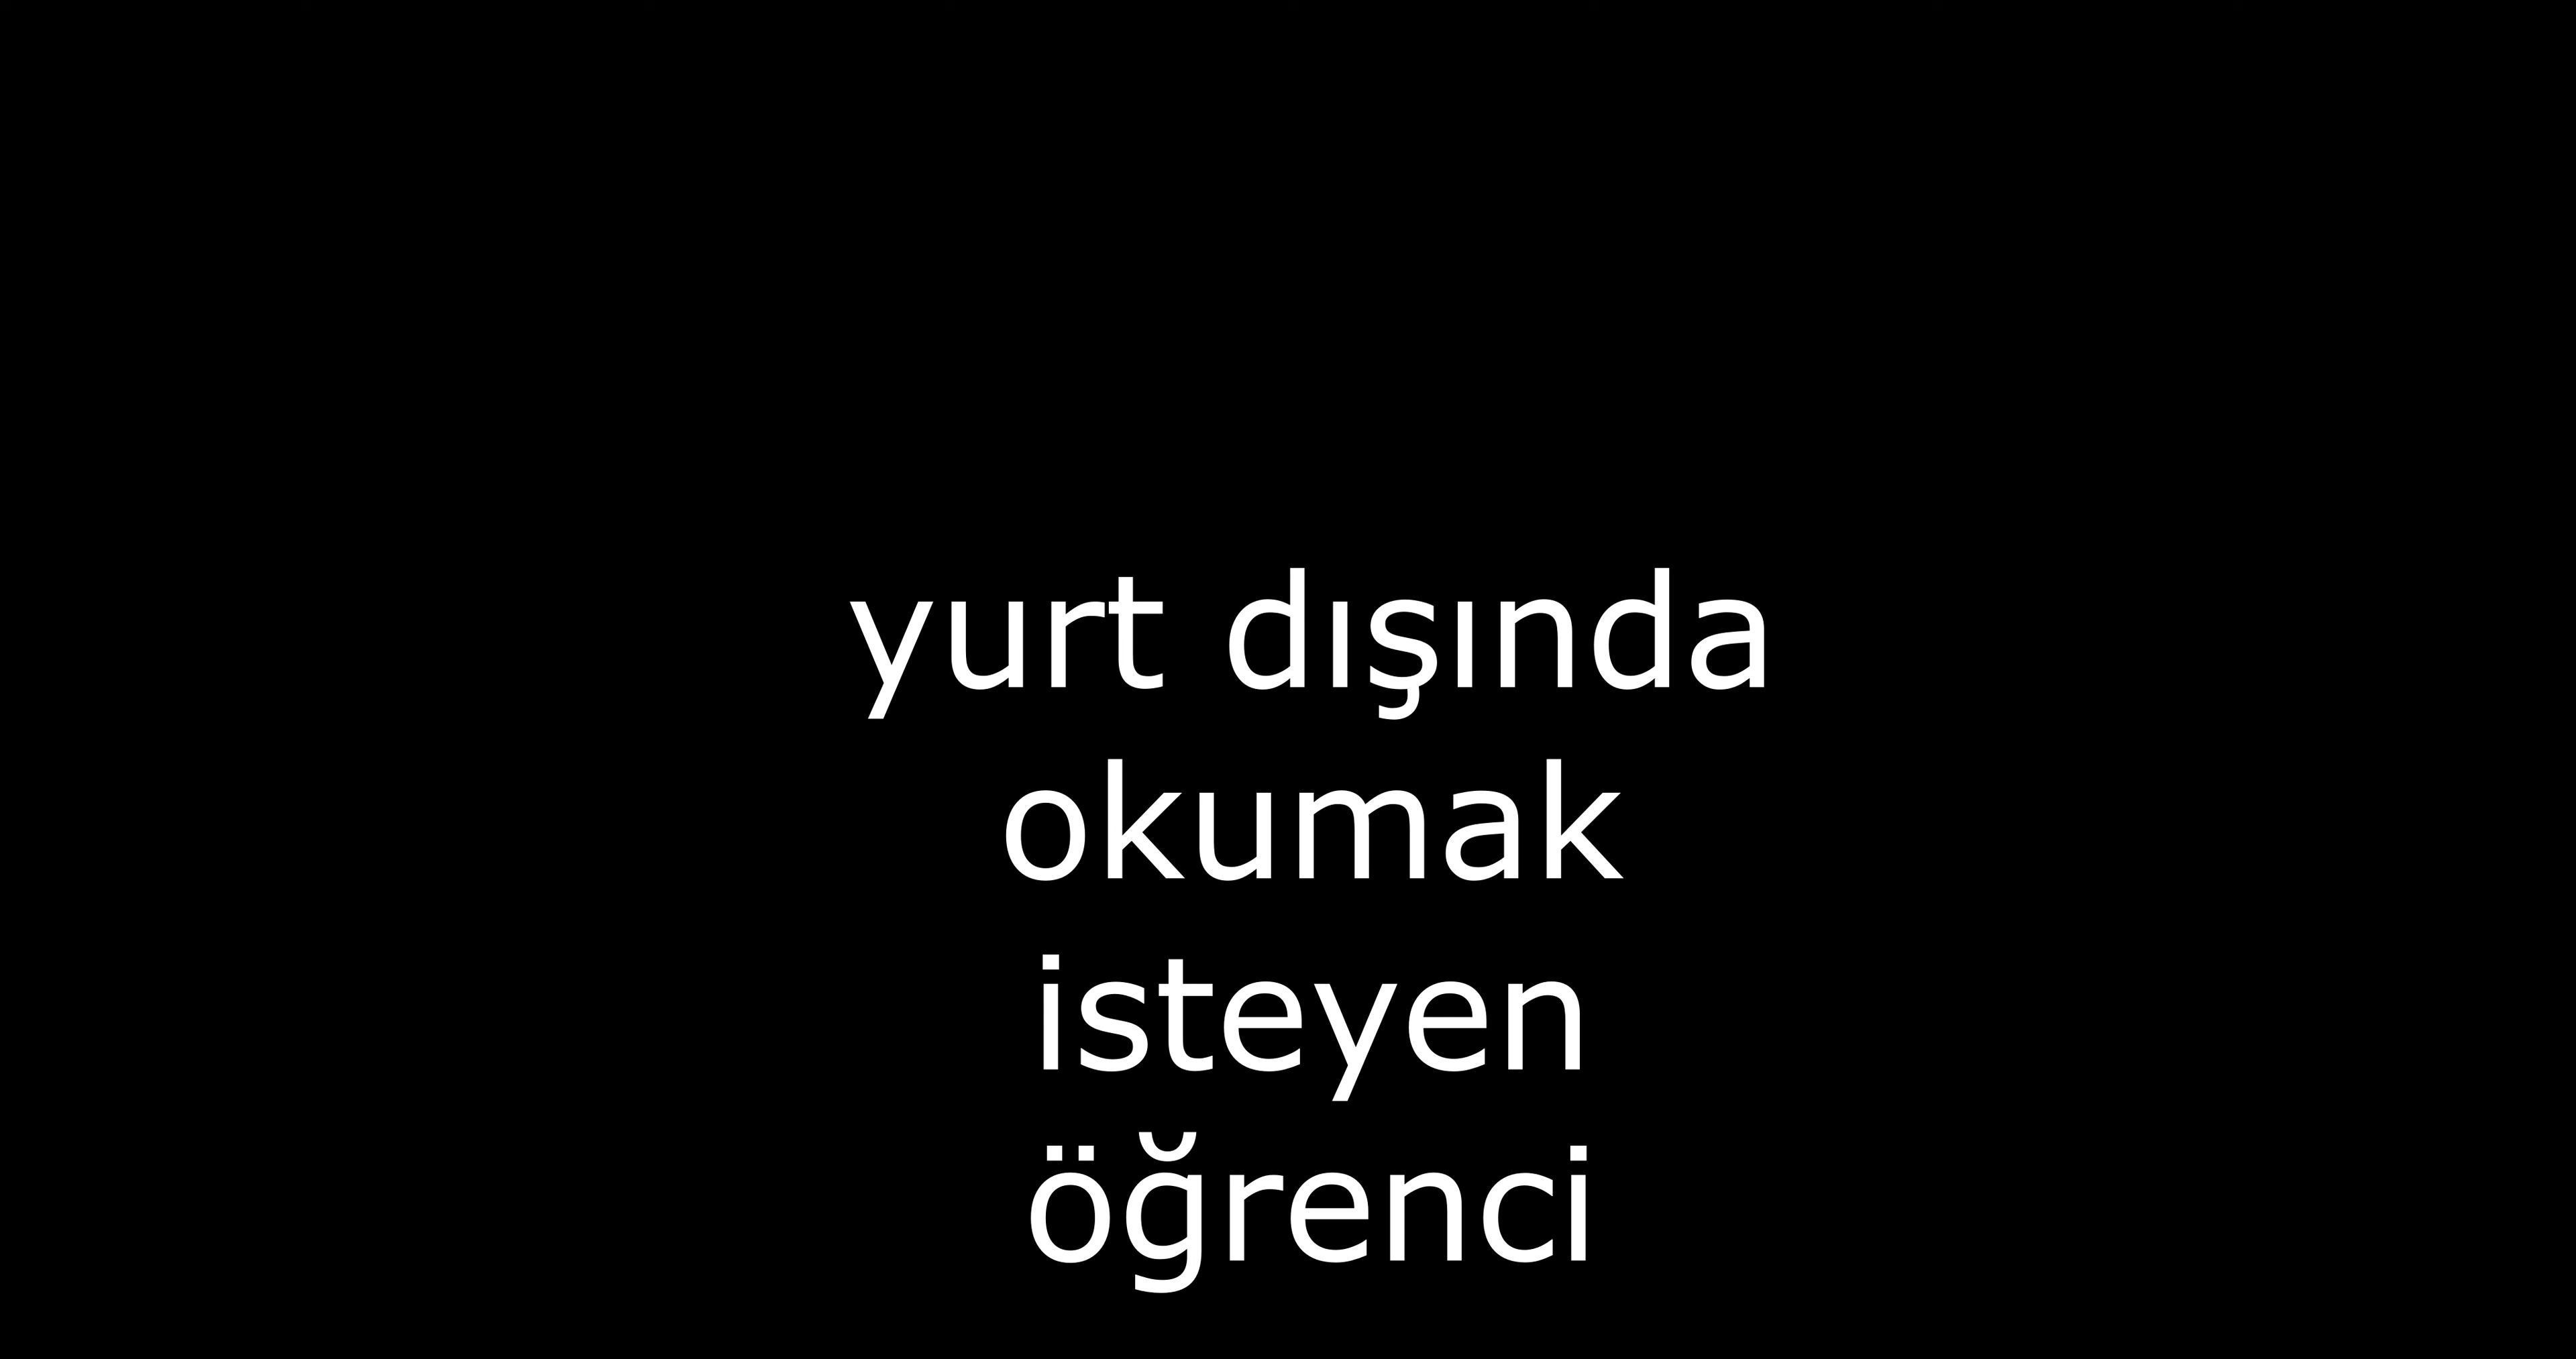 yurt dışında
okumak
isteyen
öğrenci